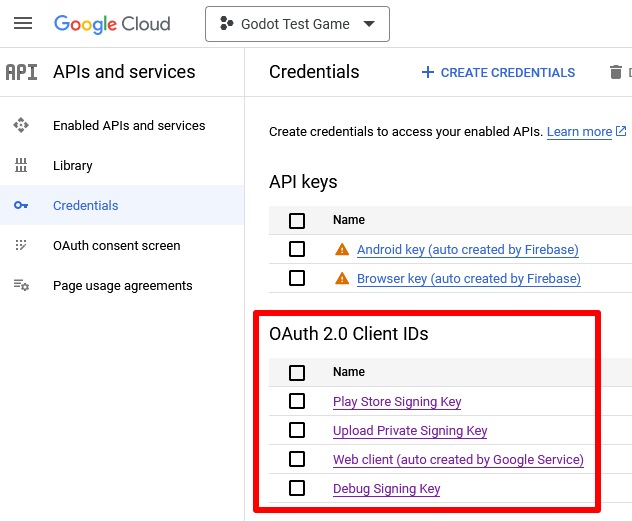 Google Cloud
Godot Test Game
API
APIs and services
Credentials
CREATE CREDENTIALS
Enabled APIs and services
Library
Credentials
OAuth consent screen
Page usage agreements
Create credentials to access your enabled APIs. Learn more
API keys
Name
Android key (auto created by Firebase)
Browser key (auto created by Firebase)
OAuth 2.0 Client IDs
Name
Play Store Signing Key
Upload Private Signing Key
Web client (auto created by Google Service)
Debug Signing Key